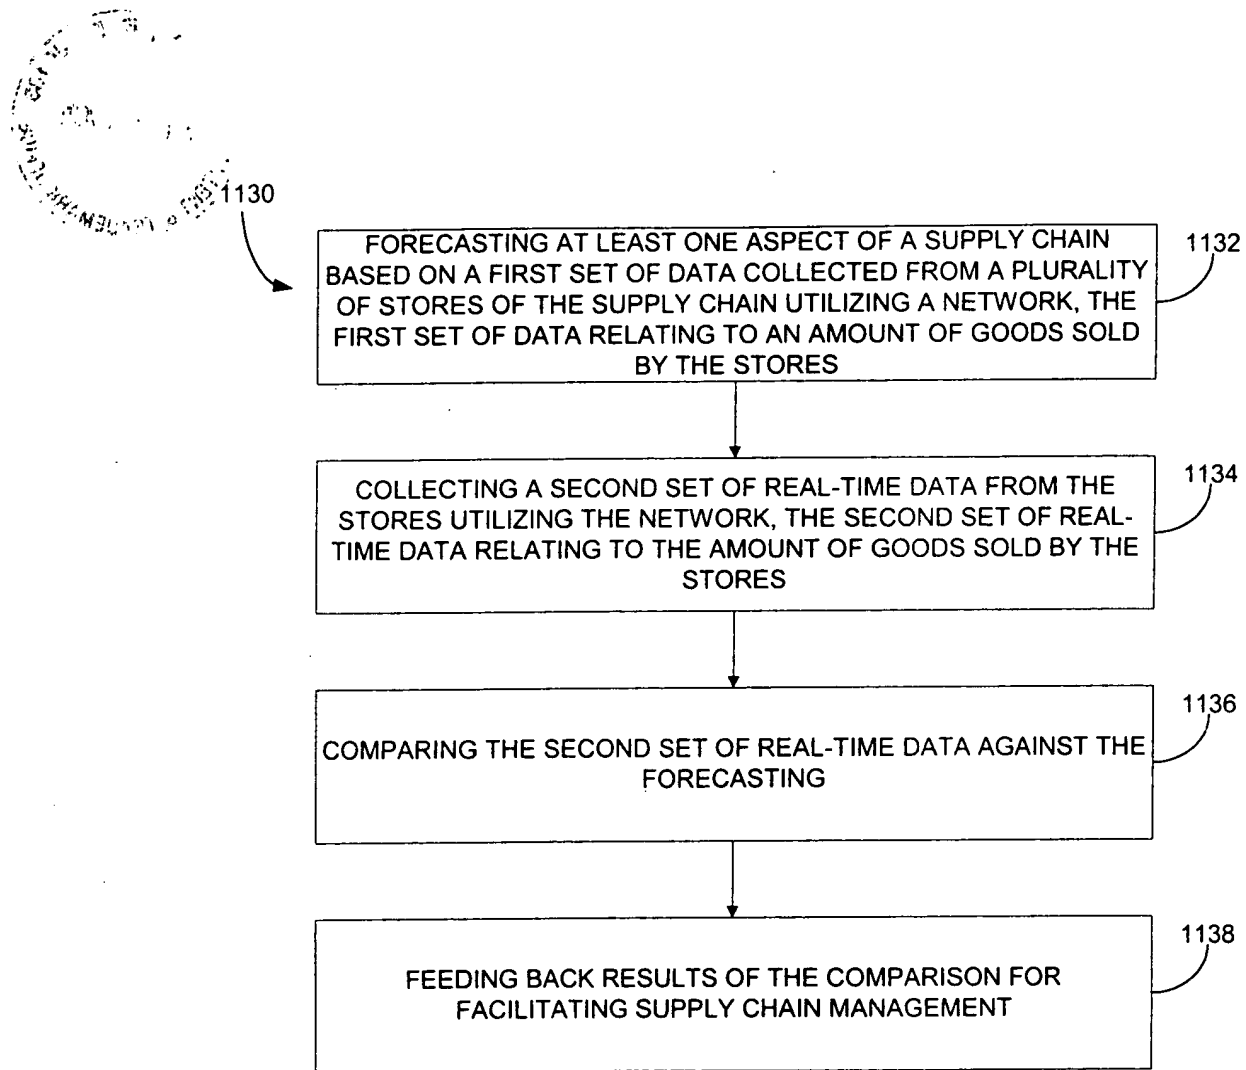 1130
FORECASTING AT LEAST ONE ASPECT OF A SUPPLY CHAIN
BASED ON A FIRST SET OF DATA COLLECTED FROM A PLURALITY
OF STORES OF THE SUPPLY CHAIN UTILIZING A NETWORK, THE
FIRST SET OF DATA RELATING TO AN AMOUNT OF GOODS SOLD
BY THE STORES
1132
COLLECTING A SECOND SET OF REAL-TIME DATA FROM THE
STORES UTILIZING THE NETWORK, THE SECOND SET OF REAL-
TIME DATA RELATING TO THE AMOUNT OF GOODS SOLD BY THE
STORES
1134
COMPARING THE SECOND SET OF REAL-TIME DATA AGAINST THE
FORECASTING
1136
FEEDING BACK RESULTS OF THE COMPARISON FOR
FACILITATING SUPPLY CHAIN MANAGEMENT
1138